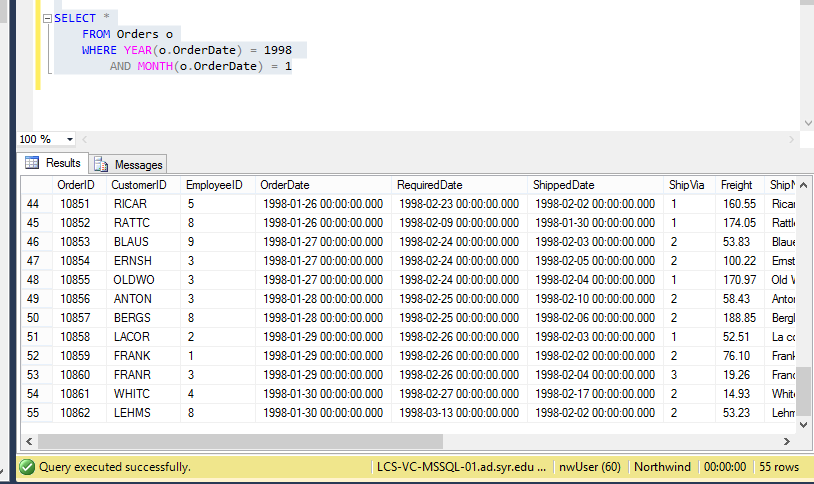 SELECT *
FROM Orders o
WHERE YEAR(o.OrderDate) = 1998
AND MONTH(o.OrderDate) = 1
100 %
Results Messages
OrderID CustomerID EmployeeID OrderDate RequiredDate ShippedDate ShipVia Freight
44 10851 RICAR 5 1998-01-26 00:00:00.000 1998-02-23 00:00:00.000 1998-02-02 00:00:00.000 1 160.55 Ricar
45 10852 RATTC 8 1998-01-26 00:00:00.000 1998-02-09 00:00:00.000 1998-01-30 00:00:00.000 1 174.05 Rattl
46 10853 BLAUS 9 1998-01-27 00:00:00.000 1998-02-24 00:00:00.000 1998-02-03 00:00:00.000 2 53.83 Blaue
47 10854 ERNSH 3 1998-01-27 00:00:00.000 1998-02-24 00:00:00.000 1998-02-05 00:00:00.000 2 100.22 Ernst
48 10855 OLDWO 3 1998-01-27 00:00:00.000 1998-02-24 00:00:00.000 1998-02-04 00:00:00.000 1 170.97 Old
49 10856 ANTON 3 1998-01-28 00:00:00.000 1998-02-25 00:00:00.000 1998-02-10 00:00:00.000 2 58.43 Anton
50 10857 BERGS 8 1998-01-28 00:00:00.000 1998-02-25 00:00:00.000 1998-02-06 00:00:00.000 2 188.85 Bergl
51 10858 LACOR 2 1998-01-29 00:00:00.000 1998-02-26 00:00:00.000 1998-02-03 00:00:00.000 1 52.51 La co
52 10859 FRANK 1 1998-01-29 00:00:00.000 1998-02-26 00:00:00.000 1998-02-02 00:00:00.000 2 76.10 Frank
53 10860 FRANR 3 1998-01-29 00:00:00.000 1998-02-26 00:00:00.000 1998-02-04 00:00:00.000 3 19.26 Franc
54 10861 WHITC 4 1998-01-30 00:00:00.000 1998-02-27 00:00:00.000 1998-02-17 00:00:00.000 2 14.93 White
55 10862 LEHMS 8 1998-01-30 00:00:00.000 1998-03-13 00:00:00.000 1998-02-02 00:00:00.000 2 53.23 Lehm
Query executed successfully. LCS-VC-MSSQL-01.ad.syr.edu ... nwUser (60) Northwind 00:00:00 55 rows